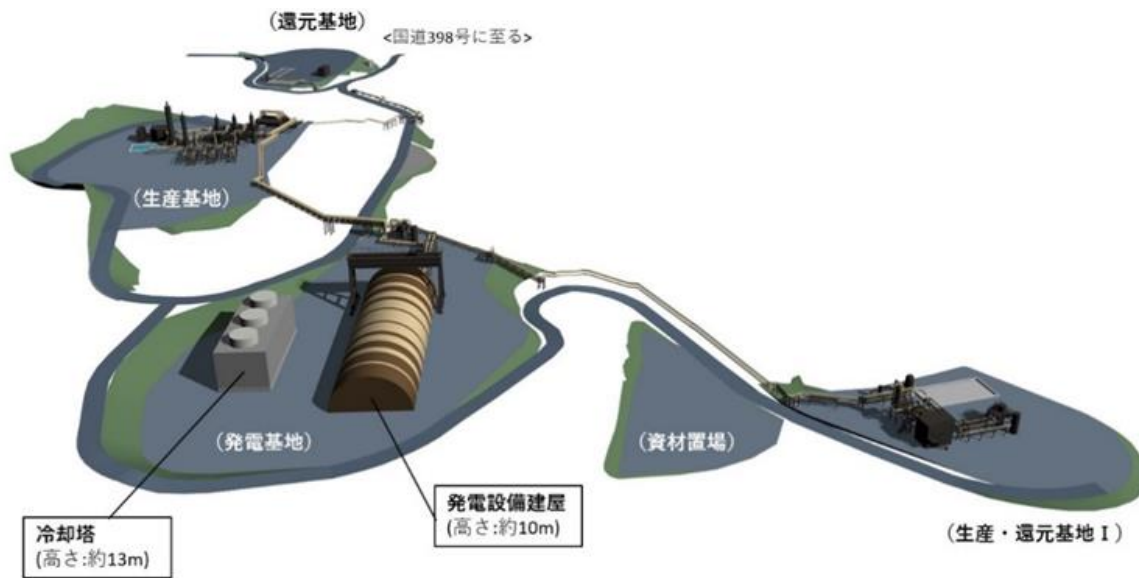 (還元基地)
<国道398号に至る>
(生産基地)
(発電基地)
(資材置場)
冷却塔
(高さ:約13m)
発電設備建屋
(高さ:約10m)
(生産・還元基地Ⅰ)